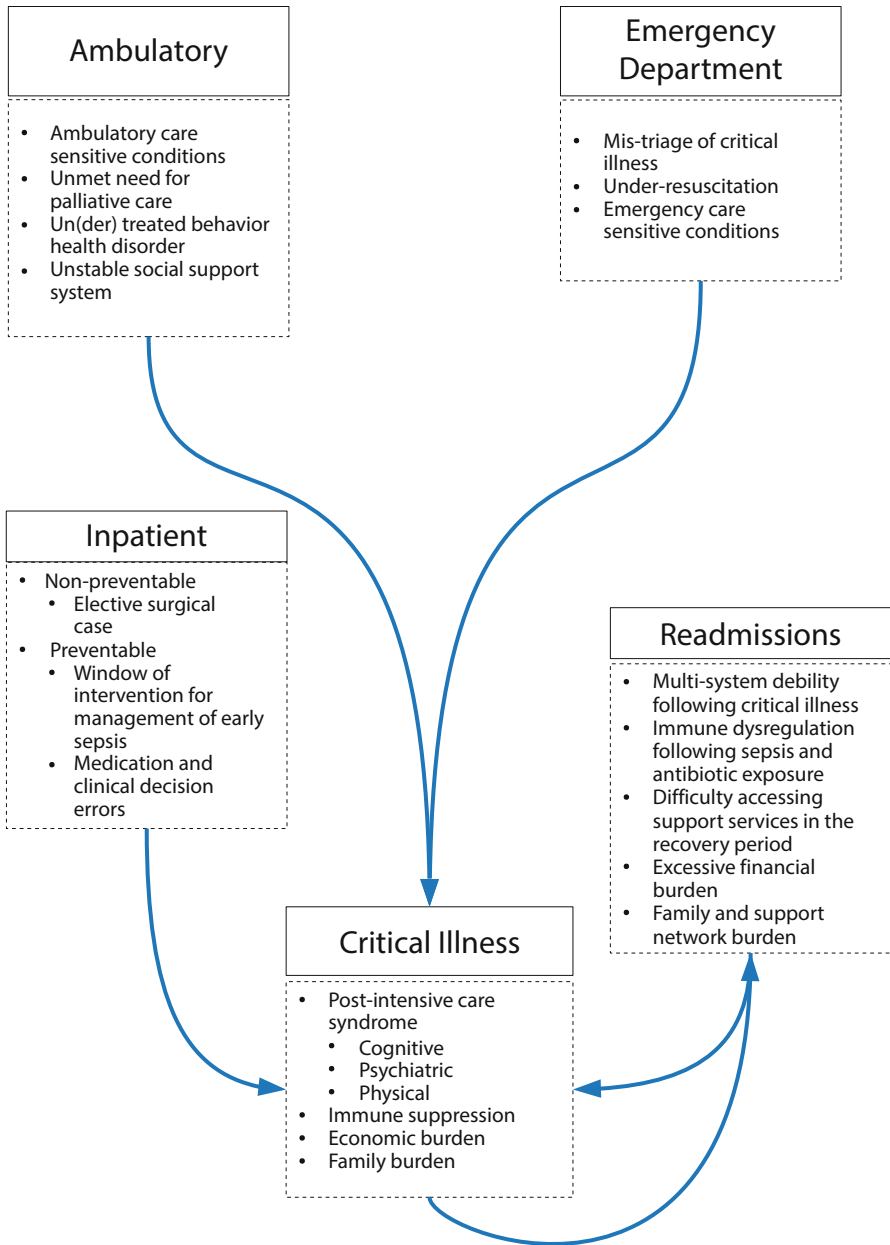 Ambulatory
• Ambulatory care
sensitive conditions
• Unmet need for
palliative care
• Un(der) treated behavior
health disorder
• Unstable social support
system
Emergency
Department
• Mis-triage of critical
illness
• Under-resuscitation
• Emergency care
sensitive conditions
Inpatient
• Non-preventable
• Elective surgical
case
• Preventable
• Window of
intervention for
management of early
sepsis
• Medication and
clinical decision
errors
Readmissions
• Multi-system debility
following critical illness
• Immune dysregulation
following sepsis and
antibiotic exposure
• Difficulty accessing
support services in the
recovery period
• Excessive financial
burden
• Family and support
network burden
Critical Illness
• Post-intensive care
syndrome
• Cognitive
• Psychiatric
• Physical
• Immune suppression
• Economic burden
• Family burden